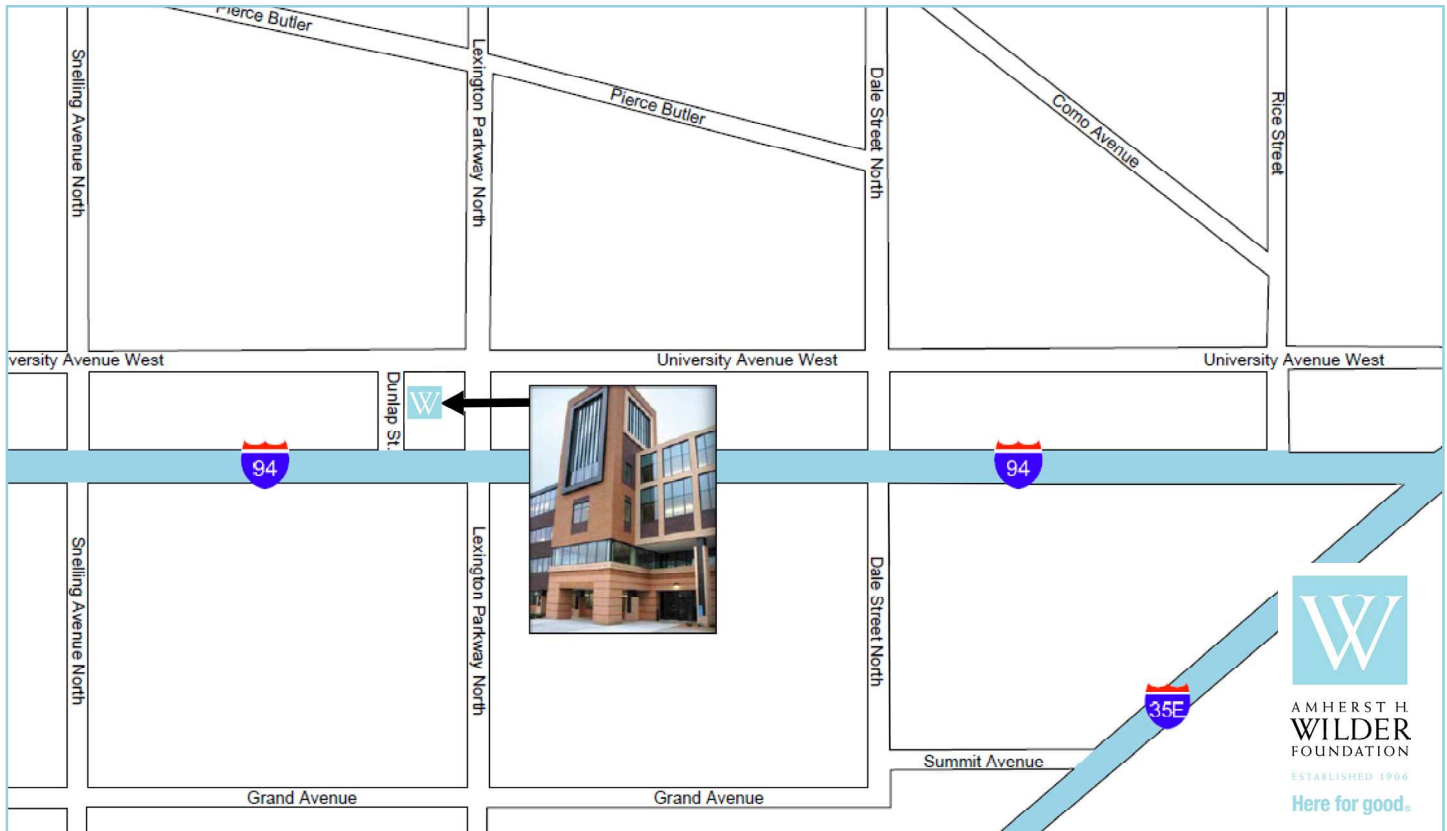 Pierce Butler
Snelling Avenue North
Lexington Parkway North
Pierce Butler
Dale Street North
Como Avenue
Rice Street
versity Avenue West
University Avenue West
University Avenue West
Dunlap St.
W
94
94
Snelling Avenue North
Lexington Parkway North
Dale Street North
35E
Summit Avenue
Grand Avenue
Grand Avenue
W
AMHERST H.
WILDER
FOUNDATION
ESTABLISHED 1906
Here for good.